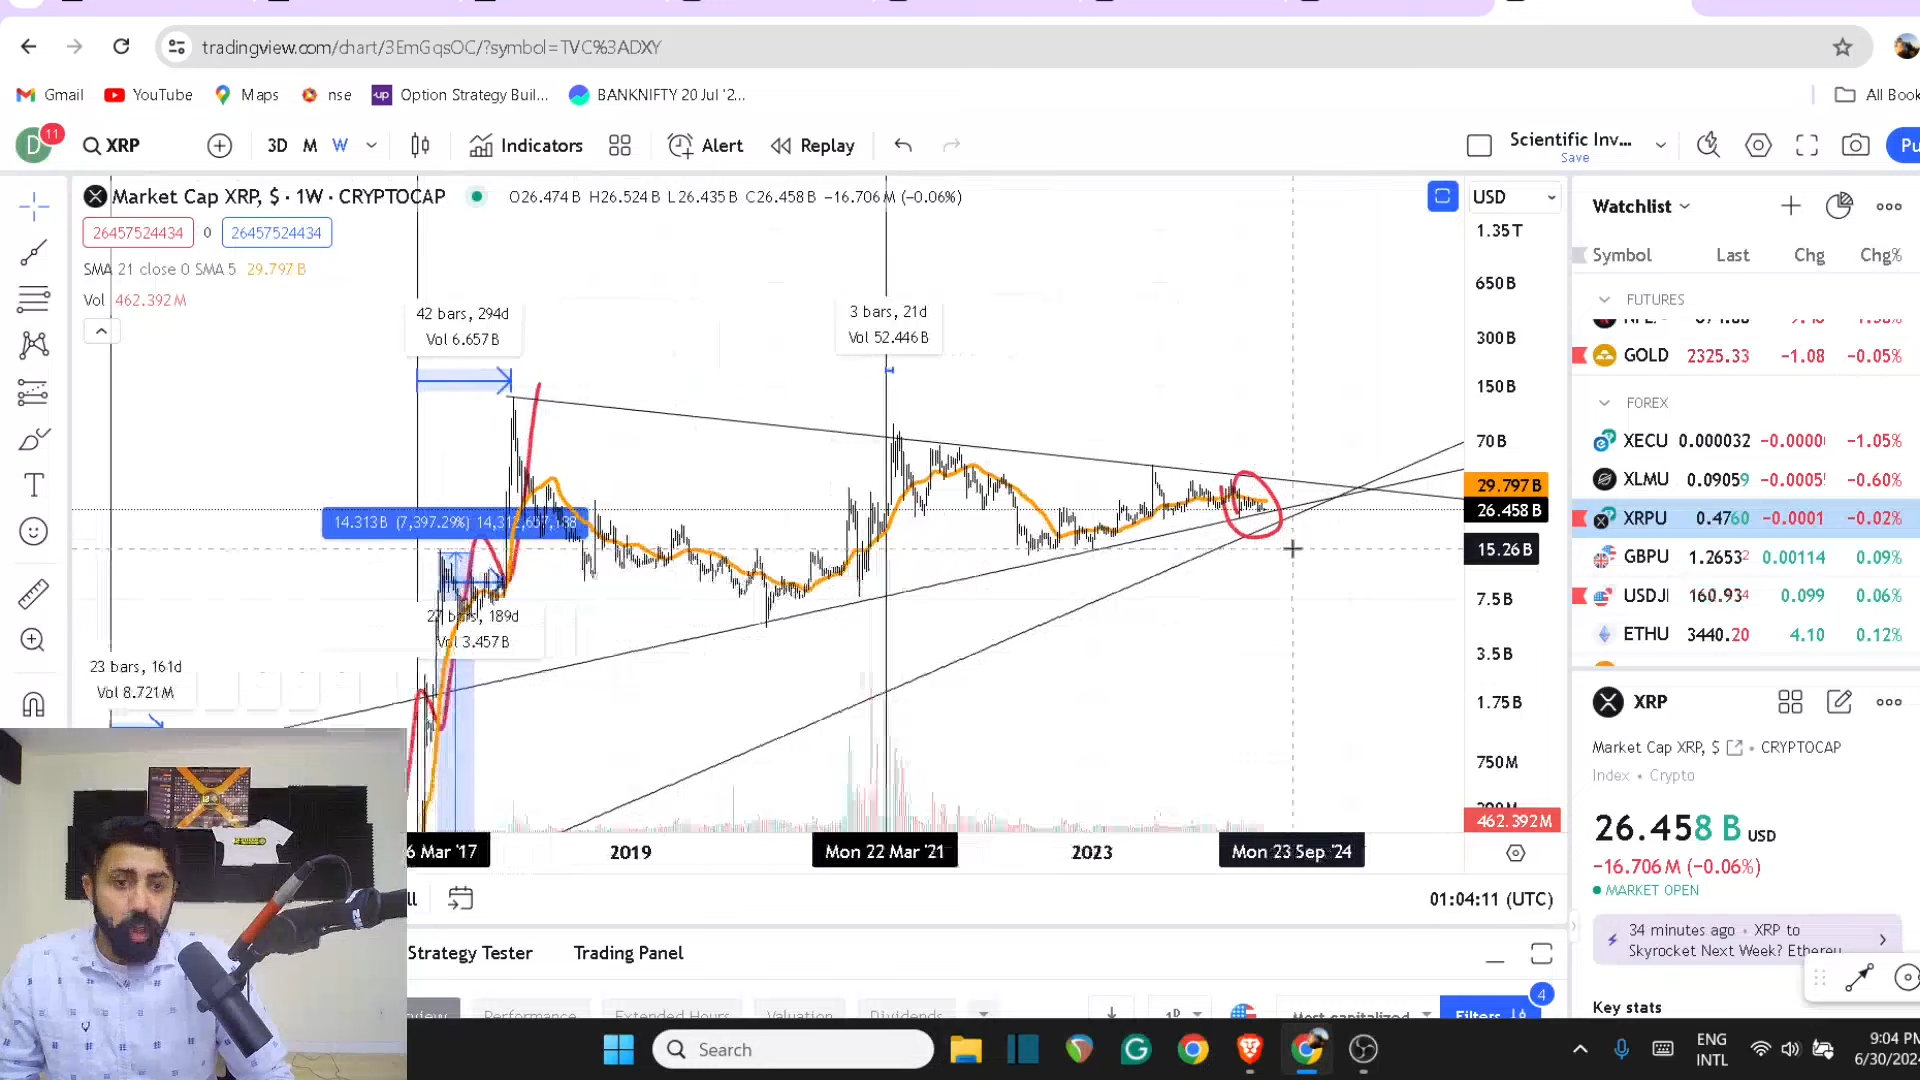 tradingview.com/chart/3EmGqsOC/?symbol=TVC%3ADXY
Gmail YouTube Maps nse Option Strategy Buil... BANKNIFTY 20 Jul '2... All Book
D 11 XRP 3D M W Indicators Alert Replay Scientific Inv... Save Pu
Market Cap XRP, $ · 1W · CRYPTOCAP O26.474 B H26.524 B L26.435 B C26.458 B −16.706 M (−0.06%)
26457524434 0 26457524434
SMA 21 close 0 SMA 5 29.797 B
Vol 462.392 M
42 bars, 294d
Vol 6.657 B
3 bars, 21d
Vol 52.446 B
14.313B (7,397.29%)
27 bars, 189d
Vol 3.457 B
23 bars, 161d
Vol 8.721 M
USD
1.35 T
650 B
300 B
150 B
70 B
29.797 B
26.458 B
15.26 B
7.5 B
3.5 B
1.75 B
750 M
462.392 M
6 Mar '17 2019 Mon 22 Mar '21 2023 Mon 23 Sep '24
01:04:11 (UTC)
Strategy Tester Trading Panel
Performance Extended Hours Valuation Dividends Most capitalized Filters 4
Watchlist
Symbol Last Chg Chg%
FUTURES
GOLD 2325.33 −1.08 −0.05%
FOREX
XECU 0.000032 −0.0000 −1.05%
XLMU 0.09059 −0.0005 −0.60%
XRPU 0.4760 −0.0001 −0.02%
GBPU 1.26532 0.00114 0.09%
USDJ 160.934 0.099 0.06%
ETHU 3440.20 4.10 0.12%
XRP
Market Cap XRP, $ • CRYPTOCAP
Index • Crypto
26.458 B USD
−16.706 M (−0.06%)
MARKET OPEN
34 minutes ago • XRP to
Skyrocket Next Week? Ethereu
Key stats
Search
ENG
INTL
9:04 PM
6/30/202